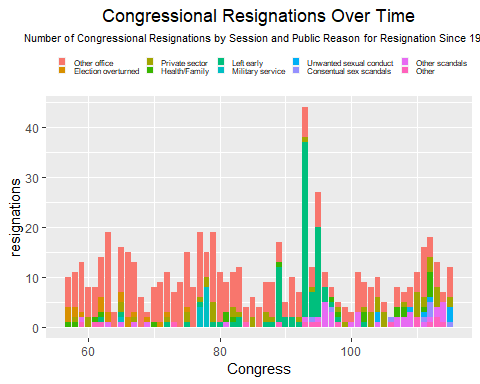 Congressional Resignations Over Time
Number of Congressional Resignations by Session and Public Reason for Resignation Since 19
Other office Private sector Left early Unwanted sexual conduct Other scandals
Election overturned Health/Family Military service Consentual sex scandals Other
resignations
40
30
20
10
0
60 80 100
Congress